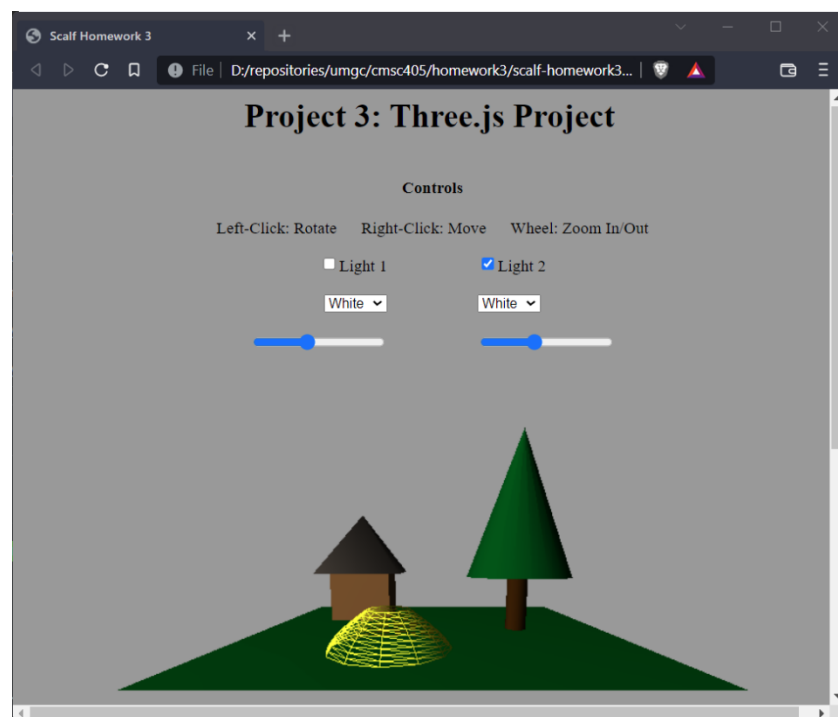 Scalf Homework 3
File D:/repositories/umgc/cmsc405/homework3/scalf-homework3...
Project 3: Three.js Project
Controls
Left-Click: Rotate Right-Click: Move Wheel: Zoom In/Out
Light 1 Light 2
White White